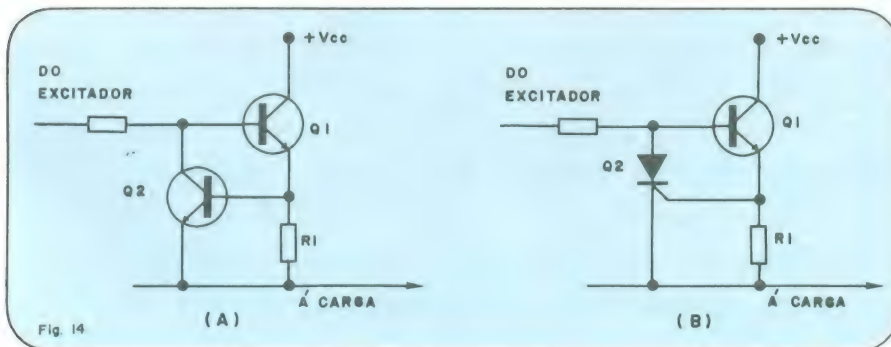 +Vcc
DO
EXCITADOR
Q1
Q2
R1
Á CARGA
(A)
+Vcc
DO
EXCITADOR
Q1
Q2
R1
Á CARGA
(B)
Fig. 14